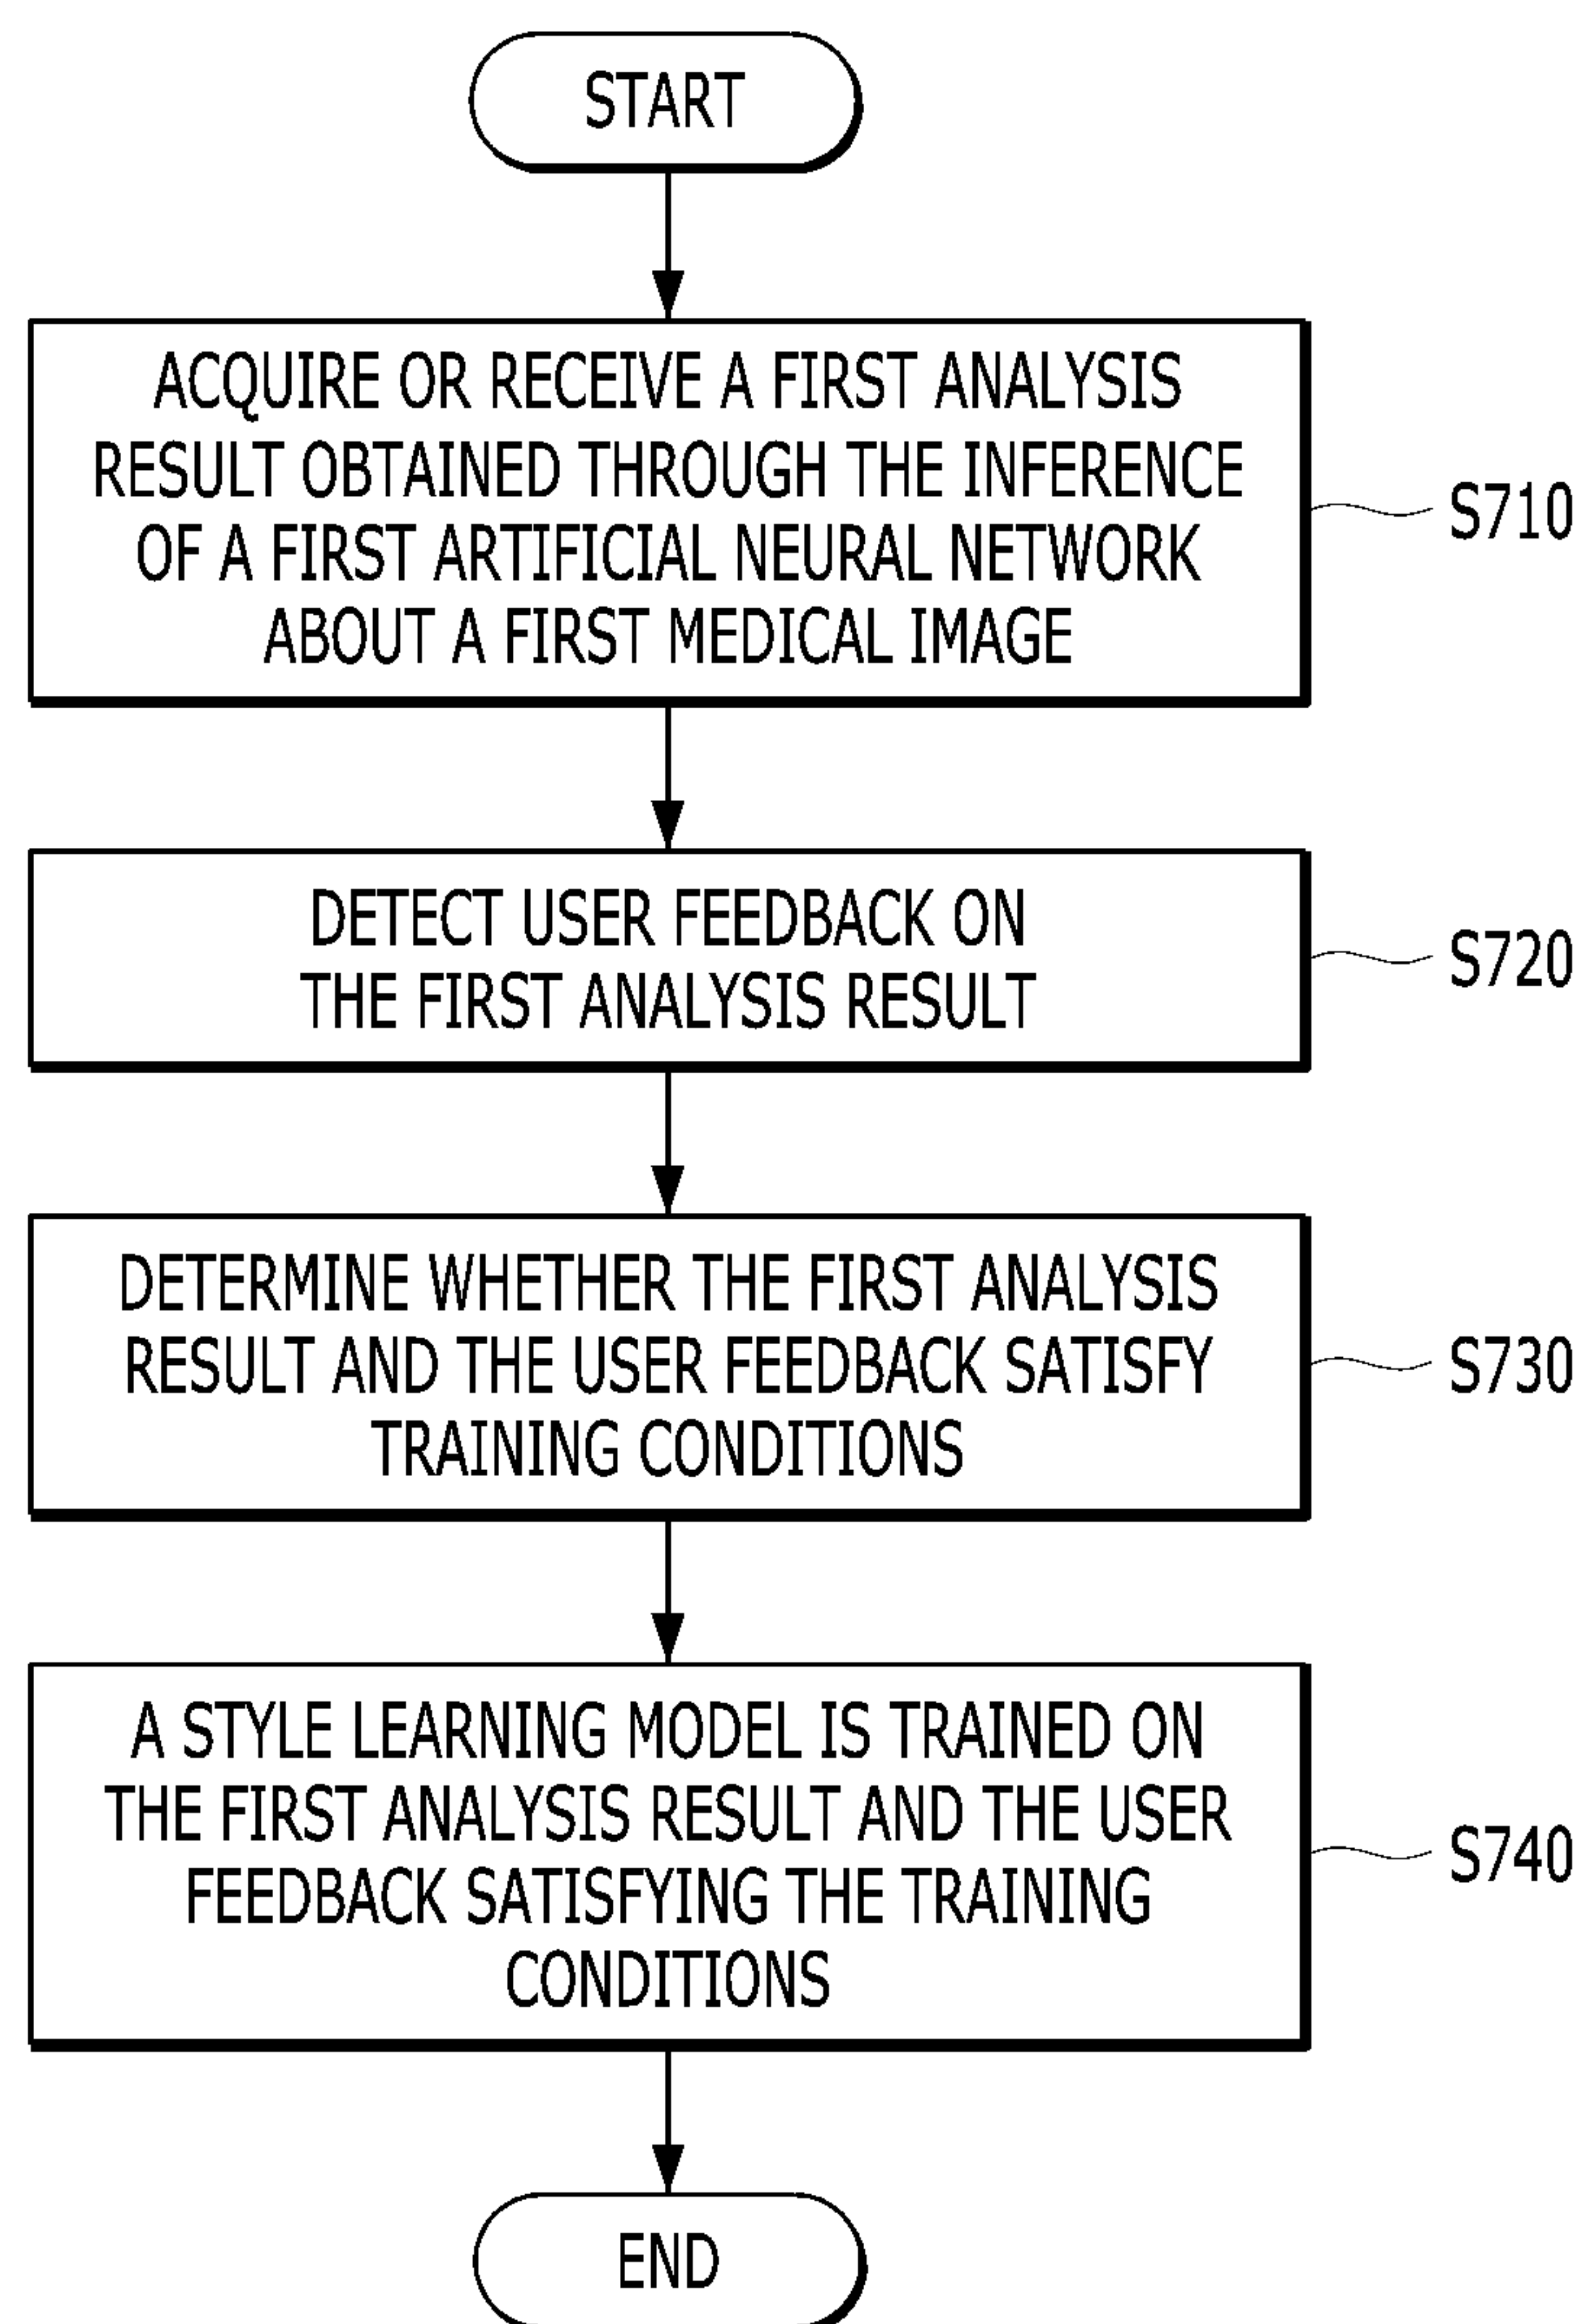 START
ACQUIRE OR RECEIVE A FIRST ANALYSIS
RESULT OBTAINED THROUGH THE INFERENCE
OF A FIRST ARTIFICIAL NEURAL NETWORK
ABOUT A FIRST MEDICAL IMAGE
S710
DETECT USER FEEDBACK ON
THE FIRST ANALYSIS RESULT
S720
DETERMINE WHETHER THE FIRST ANALYSIS
RESULT AND THE USER FEEDBACK SATISFY
TRAINING CONDITIONS
S730
A STYLE LEARNING MODEL IS TRAINED ON
THE FIRST ANALYSIS RESULT AND THE USER
FEEDBACK SATISFYING THE TRAINING
CONDITIONS
S740
END